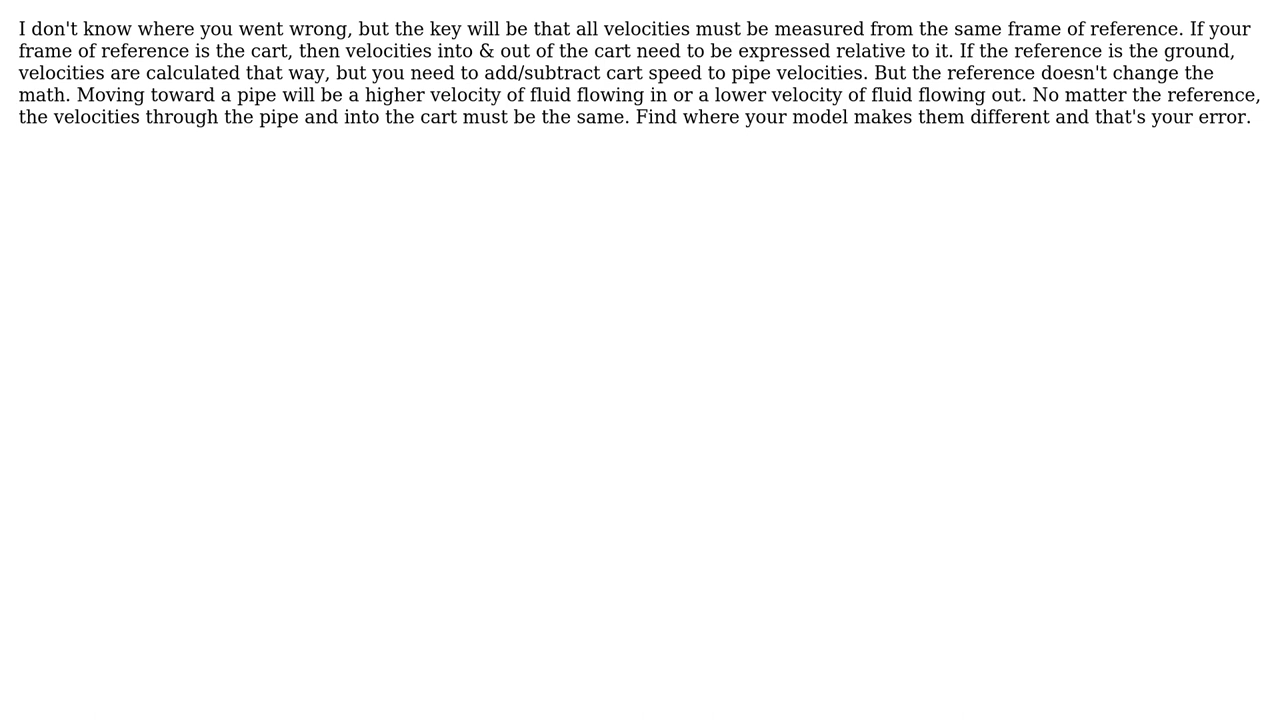 I don't know where you went wrong, but the key will be that all velocities must be measured from the same frame of reference. If your
frame of reference is the cart, then velocities into & out of the cart need to be expressed relative to it. If the reference is the ground,
velocities are calculated that way, but you need to add/subtract cart speed to pipe velocities. But the reference doesn't change the
math. Moving toward a pipe will be a higher velocity of fluid flowing in or a lower velocity of fluid flowing out. No matter the reference,
the velocities through the pipe and into the cart must be the same. Find where your model makes them different and that's your error.